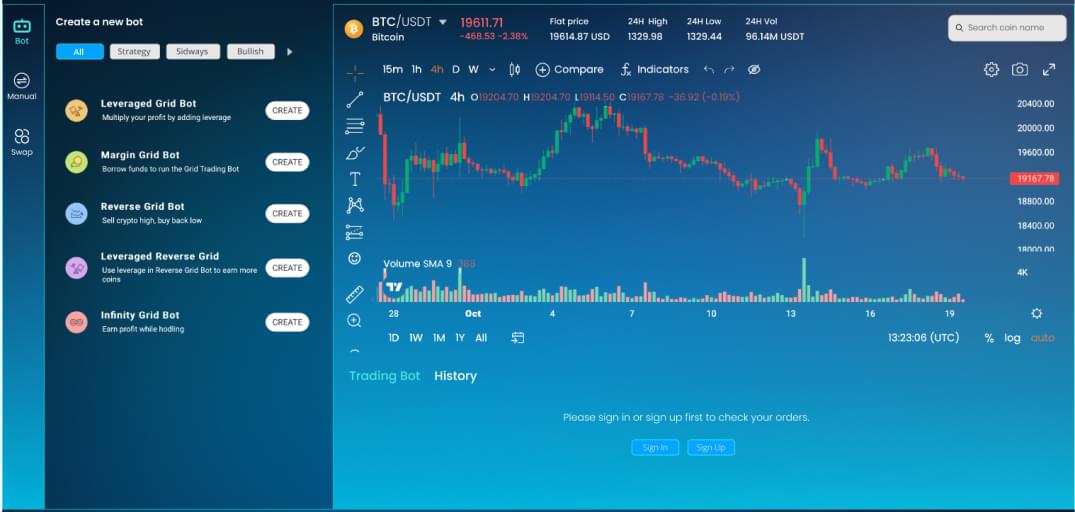 Bot
Manual
Swap
Create a new bot
All
Strategy
Sidways
Bullish
Leveraged Grid Bot
Multiply your profit by adding leverage
CREATE
Margin Grid Bot
Borrow funds to run the Grid Trading Bot
CREATE
Reverse Grid Bot
Sell crypto high, buy back low
CREATE
Leveraged Reverse Grid
Use leverage in Reverse Grid Bot to earn more
coins
CREATE
Infinity Grid Bot
Earn profit while hodling
CREATE
BTC/USDT
Bitcoin
19611.71
-468.53 -2.38%
Fiat price
19614.87 USD
24H High
1329.98
24H Low
1329.44
24H Vol
96.14M USDT
Search coin name
15m 1h 4h D W
Compare
Indicators
BTC/USDT 4h O19204.70 H19204.70 L19114.50 C19167.78 -36.92 (-0.19%)
20400.00
20000.00
19600.00
19167.78
18800.00
18400.00
18000.00
Volume SMA 9 388
4K
28 Oct 4 7 10 13 16 19
1D 1W 1M 1Y All
13:23:06 (UTC) % log auto
Trading Bot History
Please sign in or sign up first to check your orders.
Sign In Sign Up